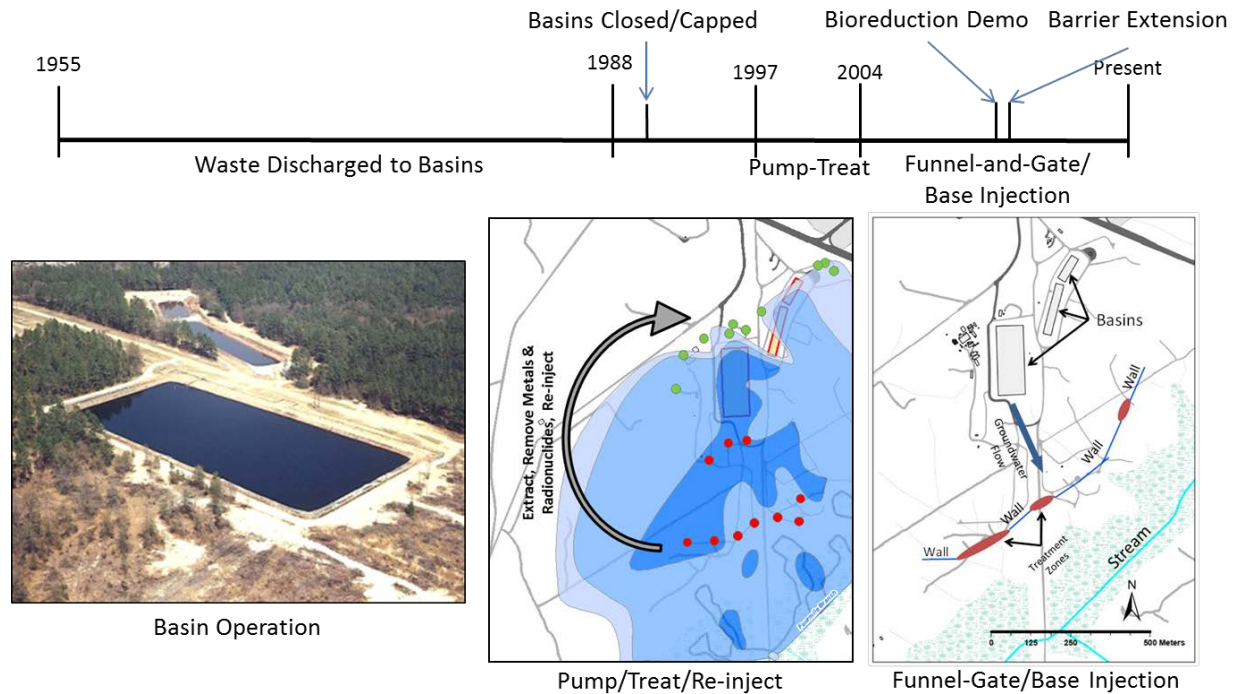 Basins Closed/Capped
Bioreduction Demo
Barrier Extension
1955
1988
1997
2004
Present
Waste Discharged to Basins
Pump-Treat
Funnel-and-Gate/
Base Injection
Extract, Remove Metals &
Radionuclides, Re-inject
Fourmile Branch
Basins
Groundwater
Flow
Wall
Wall
Wall
Wall
Treatment
Zones
Stream
N
0 125 250 500 Meters
Basin Operation
Pump/Treat/Re-inject
Funnel-Gate/Base Injection